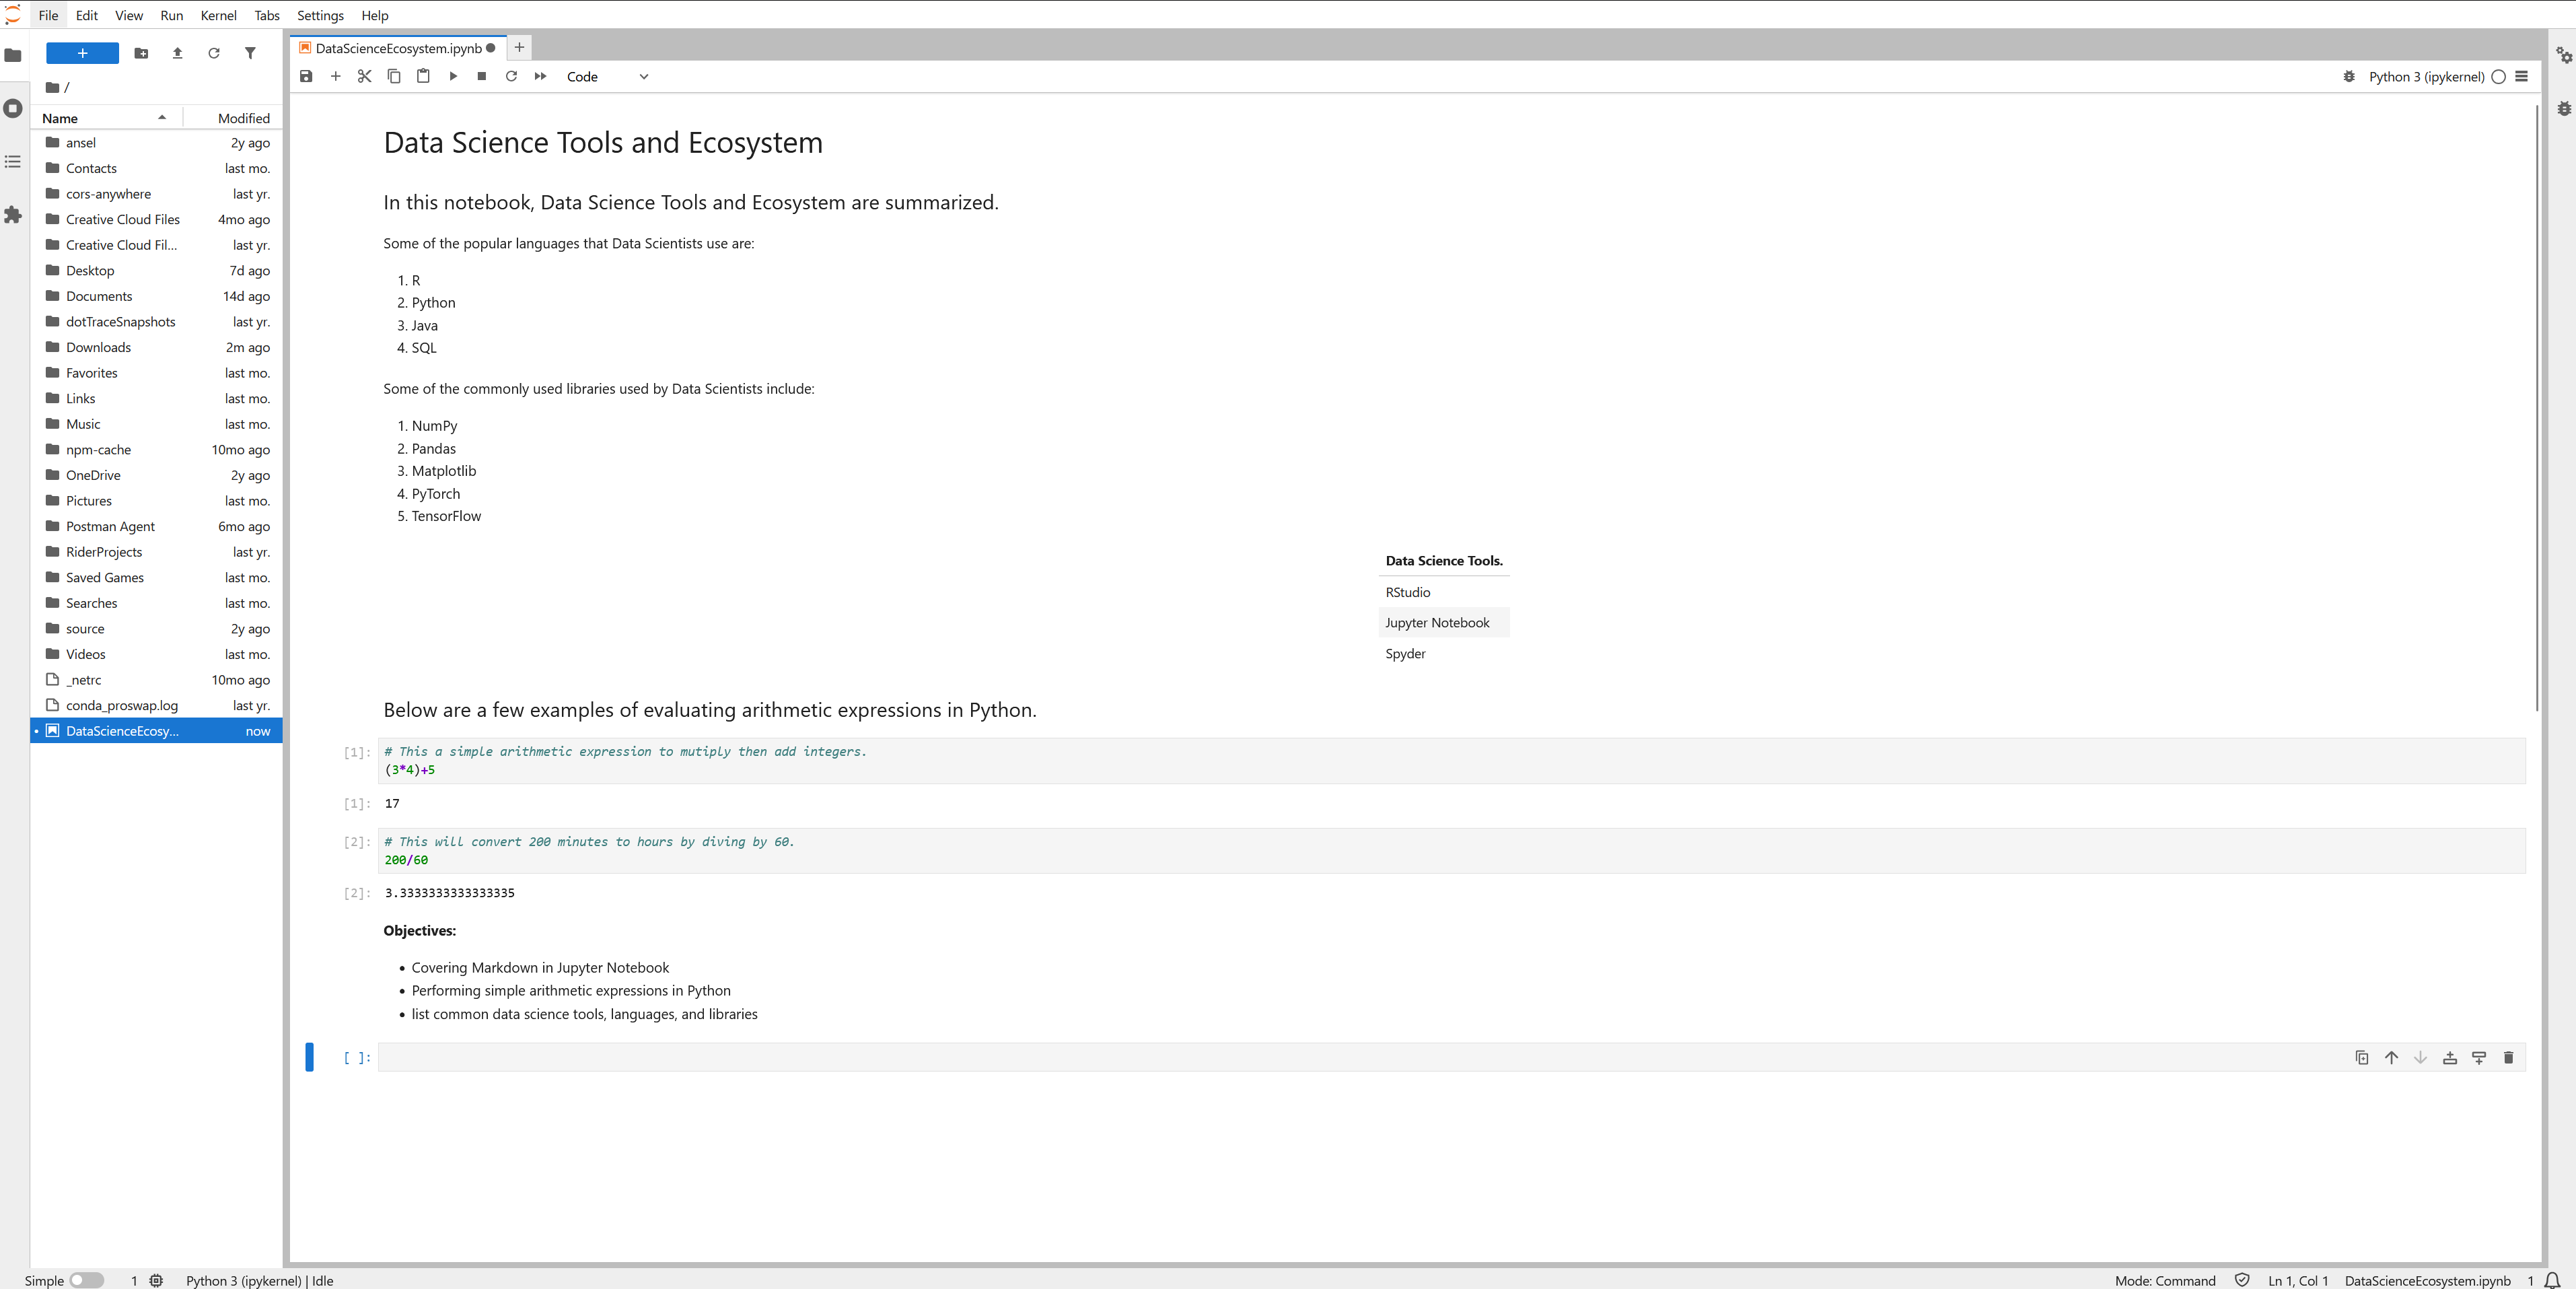 File Edit View Run Kernel Tabs Settings Help
/
Name Modified
ansel 2y ago
Contacts last mo.
cors-anywhere last yr.
Creative Cloud Files 4mo ago
Creative Cloud Fil... last yr.
Desktop 7d ago
Documents 14d ago
dotTraceSnapshots last yr.
Downloads 2m ago
Favorites last mo.
Links last mo.
Music last mo.
npm-cache 10mo ago
OneDrive 2y ago
Pictures last mo.
Postman Agent 6mo ago
RiderProjects last yr.
Saved Games last mo.
Searches last mo.
source 2y ago
Videos last mo.
_netrc 10mo ago
conda_proswap.log last yr.
DataScienceEcosy... now
DataScienceEcosystem.ipynb
Code
Python 3 (ipykernel)
Data Science Tools and Ecosystem
In this notebook, Data Science Tools and Ecosystem are summarized.
Some of the popular languages that Data Scientists use are:
1. R
2. Python
3. Java
4. SQL
Some of the commonly used libraries used by Data Scientists include:
1. NumPy
2. Pandas
3. Matplotlib
4. PyTorch
5. TensorFlow
Data Science Tools.
RStudio
Jupyter Notebook
Spyder
Below are a few examples of evaluating arithmetic expressions in Python.
[1]: # This a simple arithmetic expression to mutiply then add integers.
(3*4)+5
[1]: 17
[2]: # This will convert 200 minutes to hours by diving by 60.
200/60
[2]: 3.3333333333333335
Objectives:
• Covering Markdown in Jupyter Notebook
• Performing simple arithmetic expressions in Python
• list common data science tools, languages, and libraries
[ ]:
Simple 1 Python 3 (ipykernel) | Idle Mode: Command Ln 1, Col 1 DataScienceEcosystem.ipynb 1